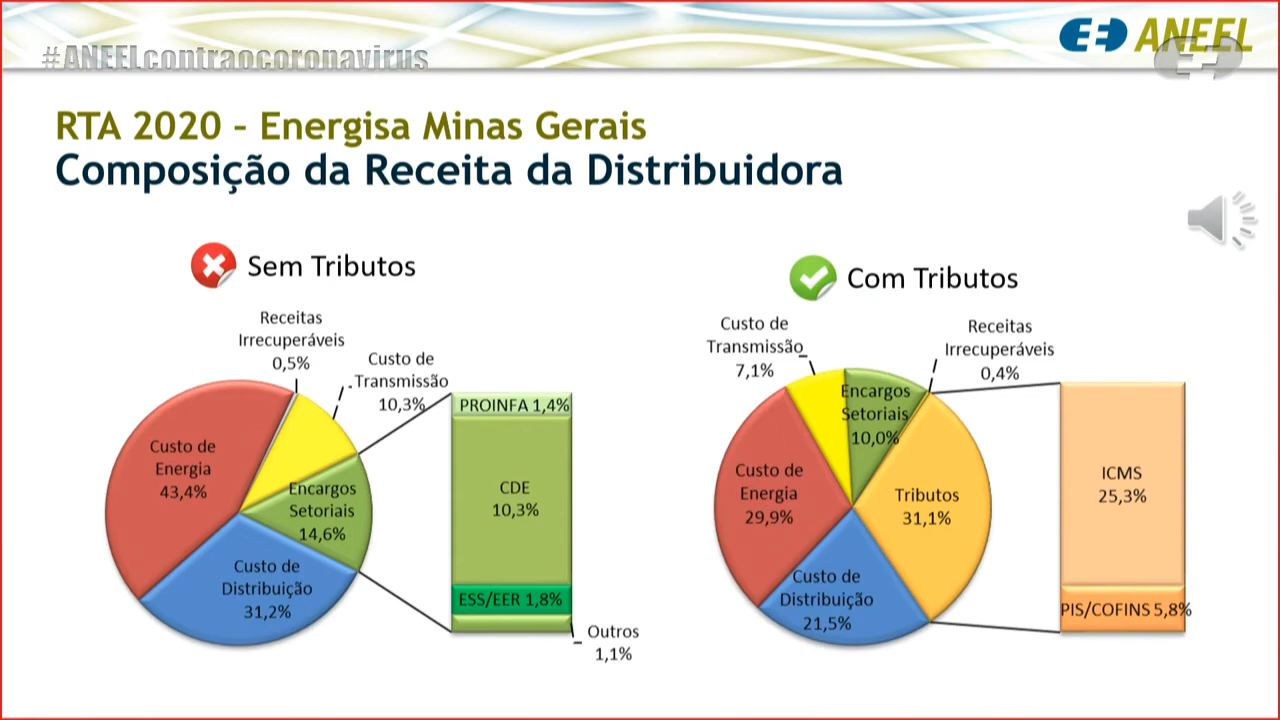 #ANEELcontraocoronavirus
ANEEL
RTA 2020 – Energisa Minas Gerais
Composição da Receita da Distribuidora
Sem Tributos
Receitas
Irrecuperáveis
0,5%
Custo de
Transmissão
10,3%
Custo de
Energia
43,4%
Encargos
Setoriais
14,6%
Custo de
Distribuição
31,2%
PROINFA 1,4%
CDE
10,3%
ESS/EER 1,8%
Outros
1,1%
Com Tributos
Custo de
Transmissão
7,1%
Receitas
Irrecuperáveis
0,4%
Encargos
Setoriais
10,0%
Custo de
Energia
29,9%
Tributos
31,1%
Custo de
Distribuição
21,5%
ICMS
25,3%
PIS/COFINS 5,8%